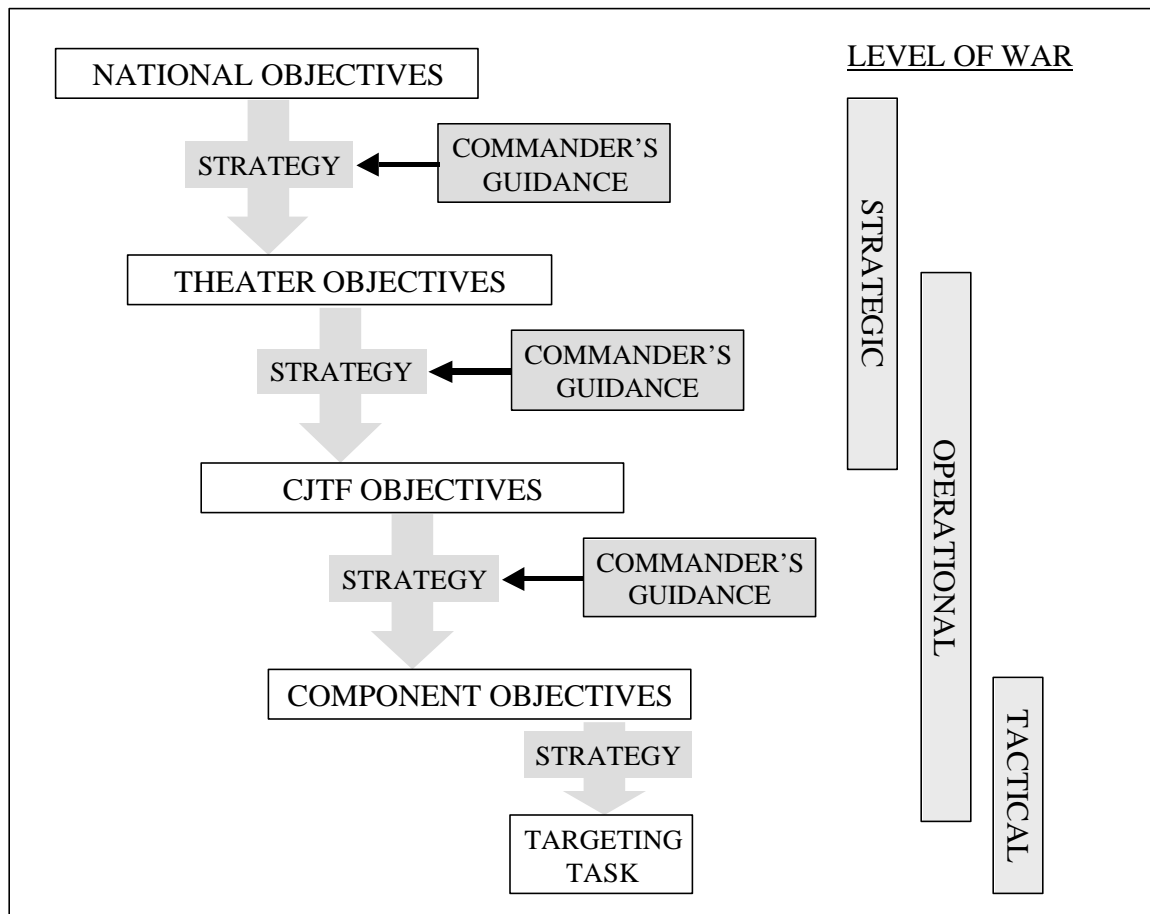 NATIONAL OBJECTIVES
LEVEL OF WAR
STRATEGY
COMMANDER’S
GUIDANCE
THEATER OBJECTIVES
STRATEGY
COMMANDER’S
GUIDANCE
CJTF OBJECTIVES
STRATEGY
COMMANDER’S
GUIDANCE
COMPONENT OBJECTIVES
STRATEGY
TARGETING
TASK
STRATEGIC
OPERATIONAL
TACTICAL